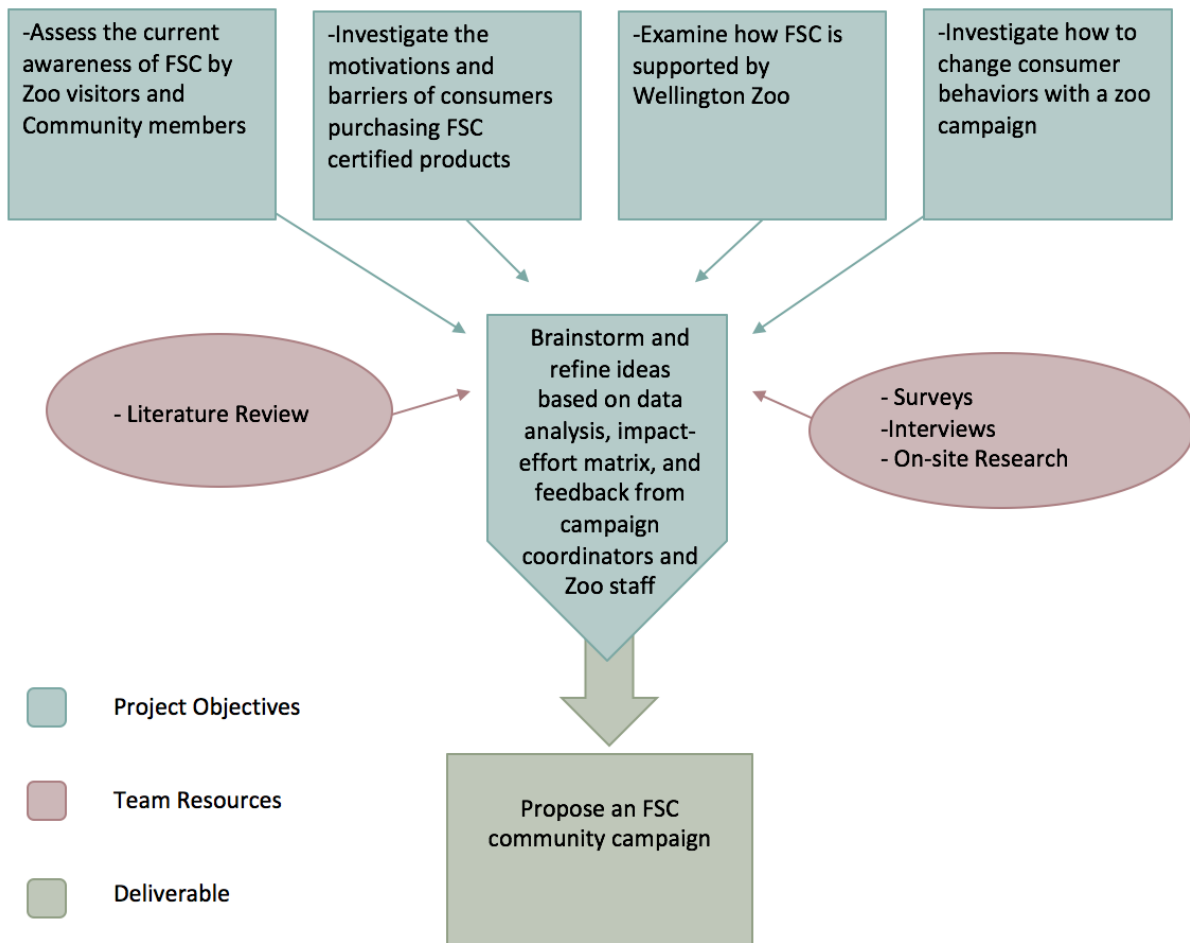 -Assess the current
awareness of FSC by
Zoo visitors and
Community members
-Investigate the
motivations and
barriers of consumers
purchasing FSC
certified products
-Examine how FSC is
supported by
Wellington Zoo
-Investigate how to
change consumer
behaviors with a zoo
campaign
- Literature Review
Brainstorm and
refine ideas
based on data
analysis, impact-
effort matrix, and
feedback from
campaign
coordinators and
Zoo staff
- Surveys
-Interviews
- On-site Research
Project Objectives
Team Resources
Deliverable
Propose an FSC
community campaign